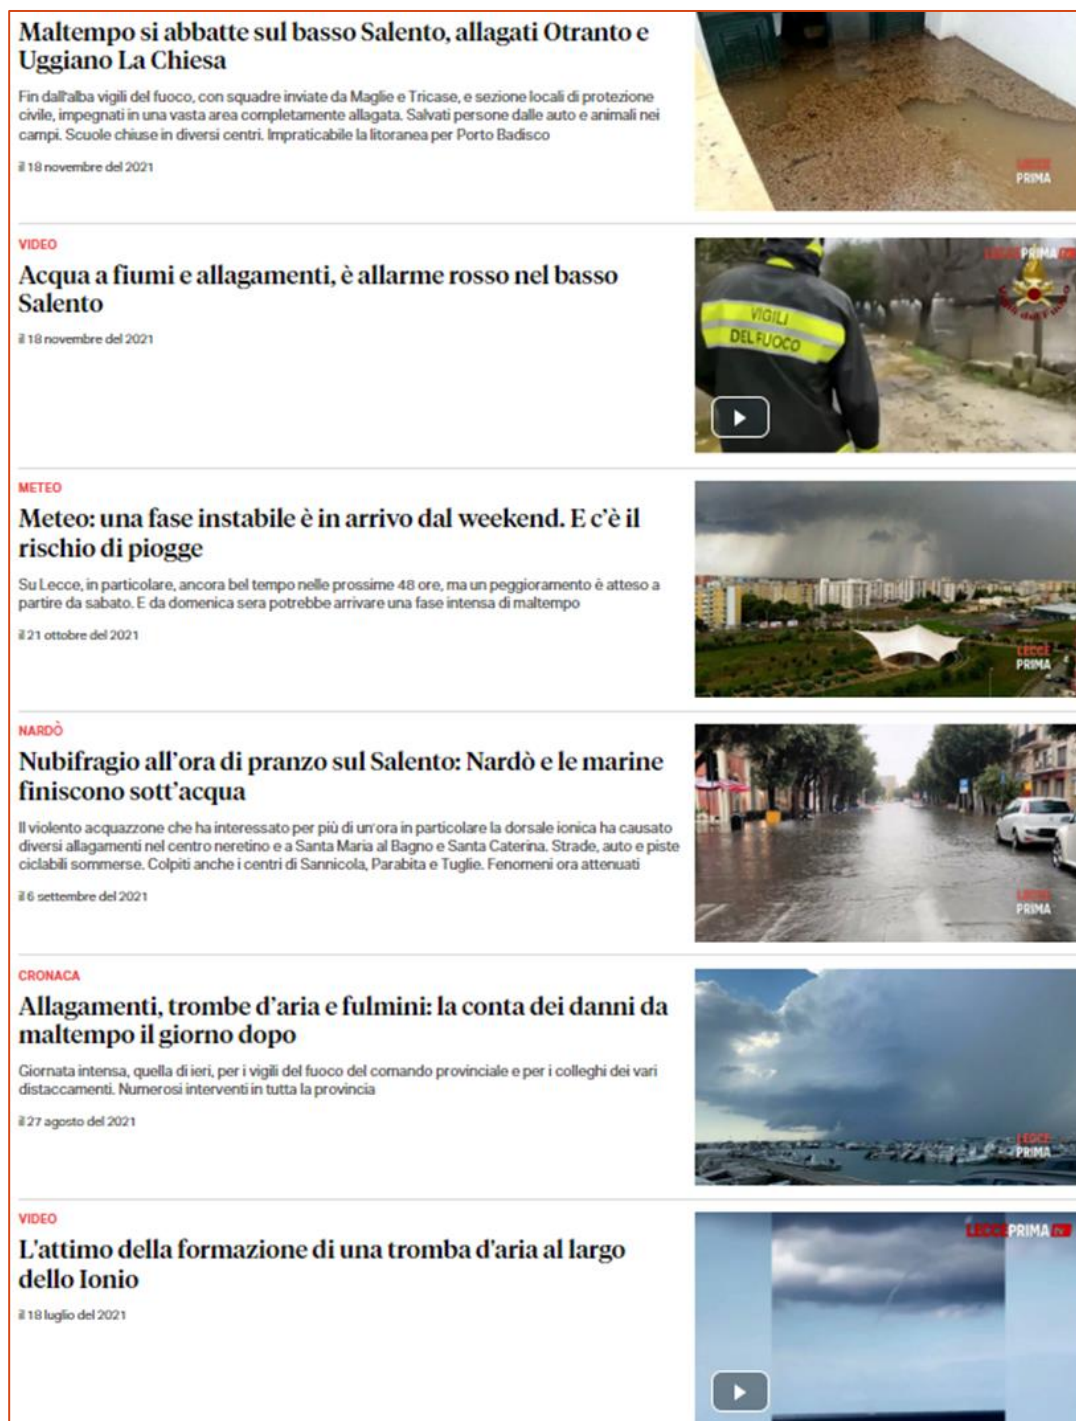 Maltempo si abbatte sul basso Salento, allagati Otranto e
Uggiano La Chiesa
Fin dall'alba vigili del fuoco, con squadre inviate da Maglie e Tricase, e sezione locali di protezione
civile, impegnati in una vasta area completamente allagata. Salvati persone dalle auto e animali nei
campi. Scuole chiuse in diversi centri. Impraticabile la litoranea per Porto Badisco
il 18 novembre del 2021
LECCE
PRIMA
VIDEO
Acqua a fiumi e allagamenti, è allarme rosso nel basso
Salento
il 18 novembre del 2021
LECCEPRIMA tv
Vigili del Fuoco
VIGILI
DEL FUOCO
METEO
Meteo: una fase instabile è in arrivo dal weekend. E c'è il
rischio di piogge
Su Lecce, in particolare, ancora bel tempo nelle prossime 48 ore, ma un peggioramento è atteso a
partire da sabato. E da domenica sera potrebbe arrivare una fase intensa di maltempo
il 21 ottobre del 2021
LECCE
PRIMA
NARDÒ
Nubifragio all'ora di pranzo sul Salento: Nardò e le marine
finiscono sott'acqua
Il violento acquazzone che ha interessato per più di un'ora in particolare la dorsale ionica ha causato
diversi allagamenti nel centro neretino e a Santa Maria al Bagno e Santa Caterina. Strade, auto e piste
ciclabili sommerse. Colpiti anche i centri di Sannicola, Parabita e Tuglie. Fenomeni ora attenuati
il 6 settembre del 2021
LECCE
PRIMA
CRONACA
Allagamenti, trombe d'aria e fulmini: la conta dei danni da
maltempo il giorno dopo
Giornata intensa, quella di ieri, per i vigili del fuoco del comando provinciale e per i colleghi dei vari
distaccamenti. Numerosi interventi in tutta la provincia
il 27 agosto del 2021
LECCE
PRIMA
VIDEO
L'attimo della formazione di una tromba d'aria al largo
dello Ionio
il 18 luglio del 2021
LECCEPRIMA tv